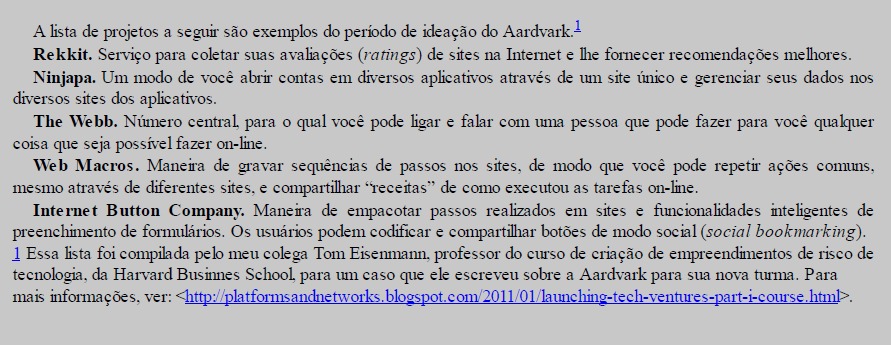 A lista de projetos a seguir são exemplos do período de ideação do Aardvark.1
Rekkit. Serviço para coletar suas avaliações (ratings) de sites na Internet e lhe fornecer recomendações melhores.
Ninjapa. Um modo de você abrir contas em diversos aplicativos através de um site único e gerenciar seus dados nos
diversos sites dos aplicativos.
The Webb. Número central, para o qual você pode ligar e falar com uma pessoa que pode fazer para você qualquer
coisa que seja possível fazer on-line.
Web Macros. Maneira de gravar sequências de passos nos sites, de modo que você pode repetir ações comuns,
mesmo através de diferentes sites, e compartilhar “receitas” de como executou as tarefas on-line.
Internet Button Company. Maneira de empacotar passos realizados em sites e funcionalidades inteligentes de
preenchimento de formulários. Os usuários podem codificar e compartilhar botões de modo social (social bookmarking).
1 Essa lista foi compilada pelo meu colega Tom Eisenmann, professor do curso de criação de empreendimentos de risco de
tecnologia, da Harvard Businnes School, para um caso que ele escreveu sobre a Aardvark para sua nova turma. Para
mais informações, ver: <http://platformsandnetworks.blogspot.com/2011/01/launching-tech-ventures-part-i-course.html>.